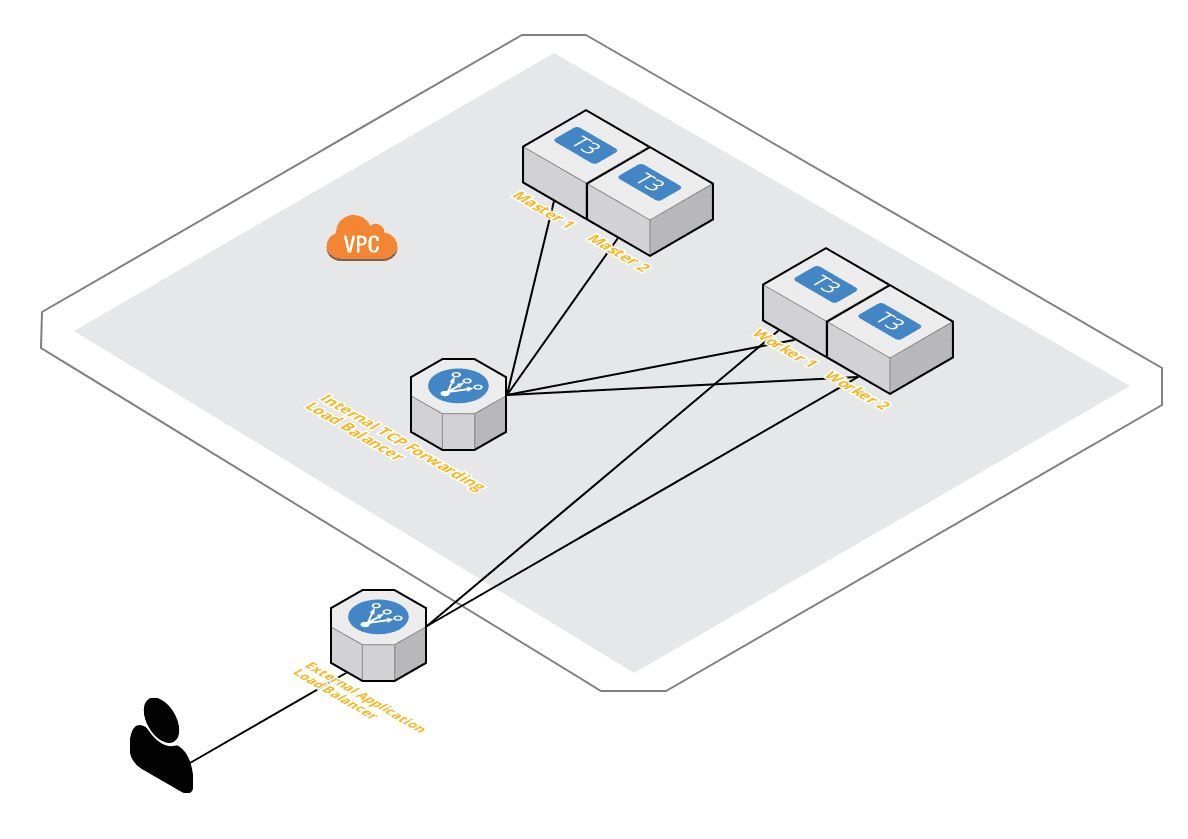 T3
T3
Master 1
Master 2
VPC
T3
T3
Worker 1
Worker 2
Internal TCP Forwarding
Load Balancer
External Application
Load Balancer